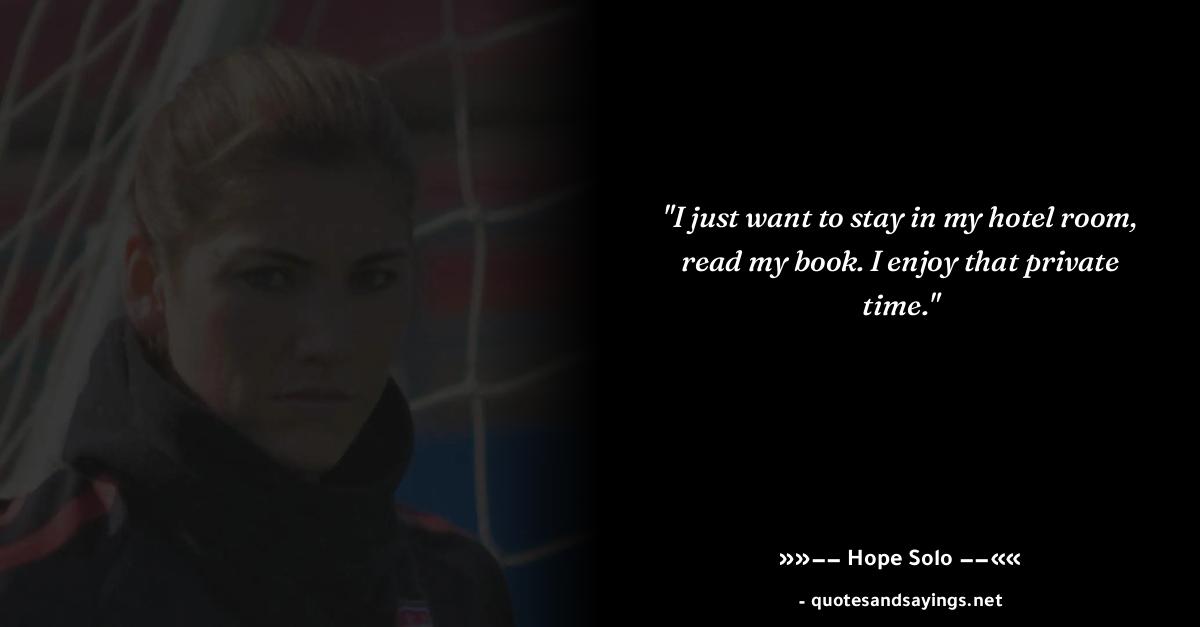 "I just want to stay in my hotel room,
read my book. I enjoy that private
time."
»»−− Hope Solo −−««
- quotesandsayings.net